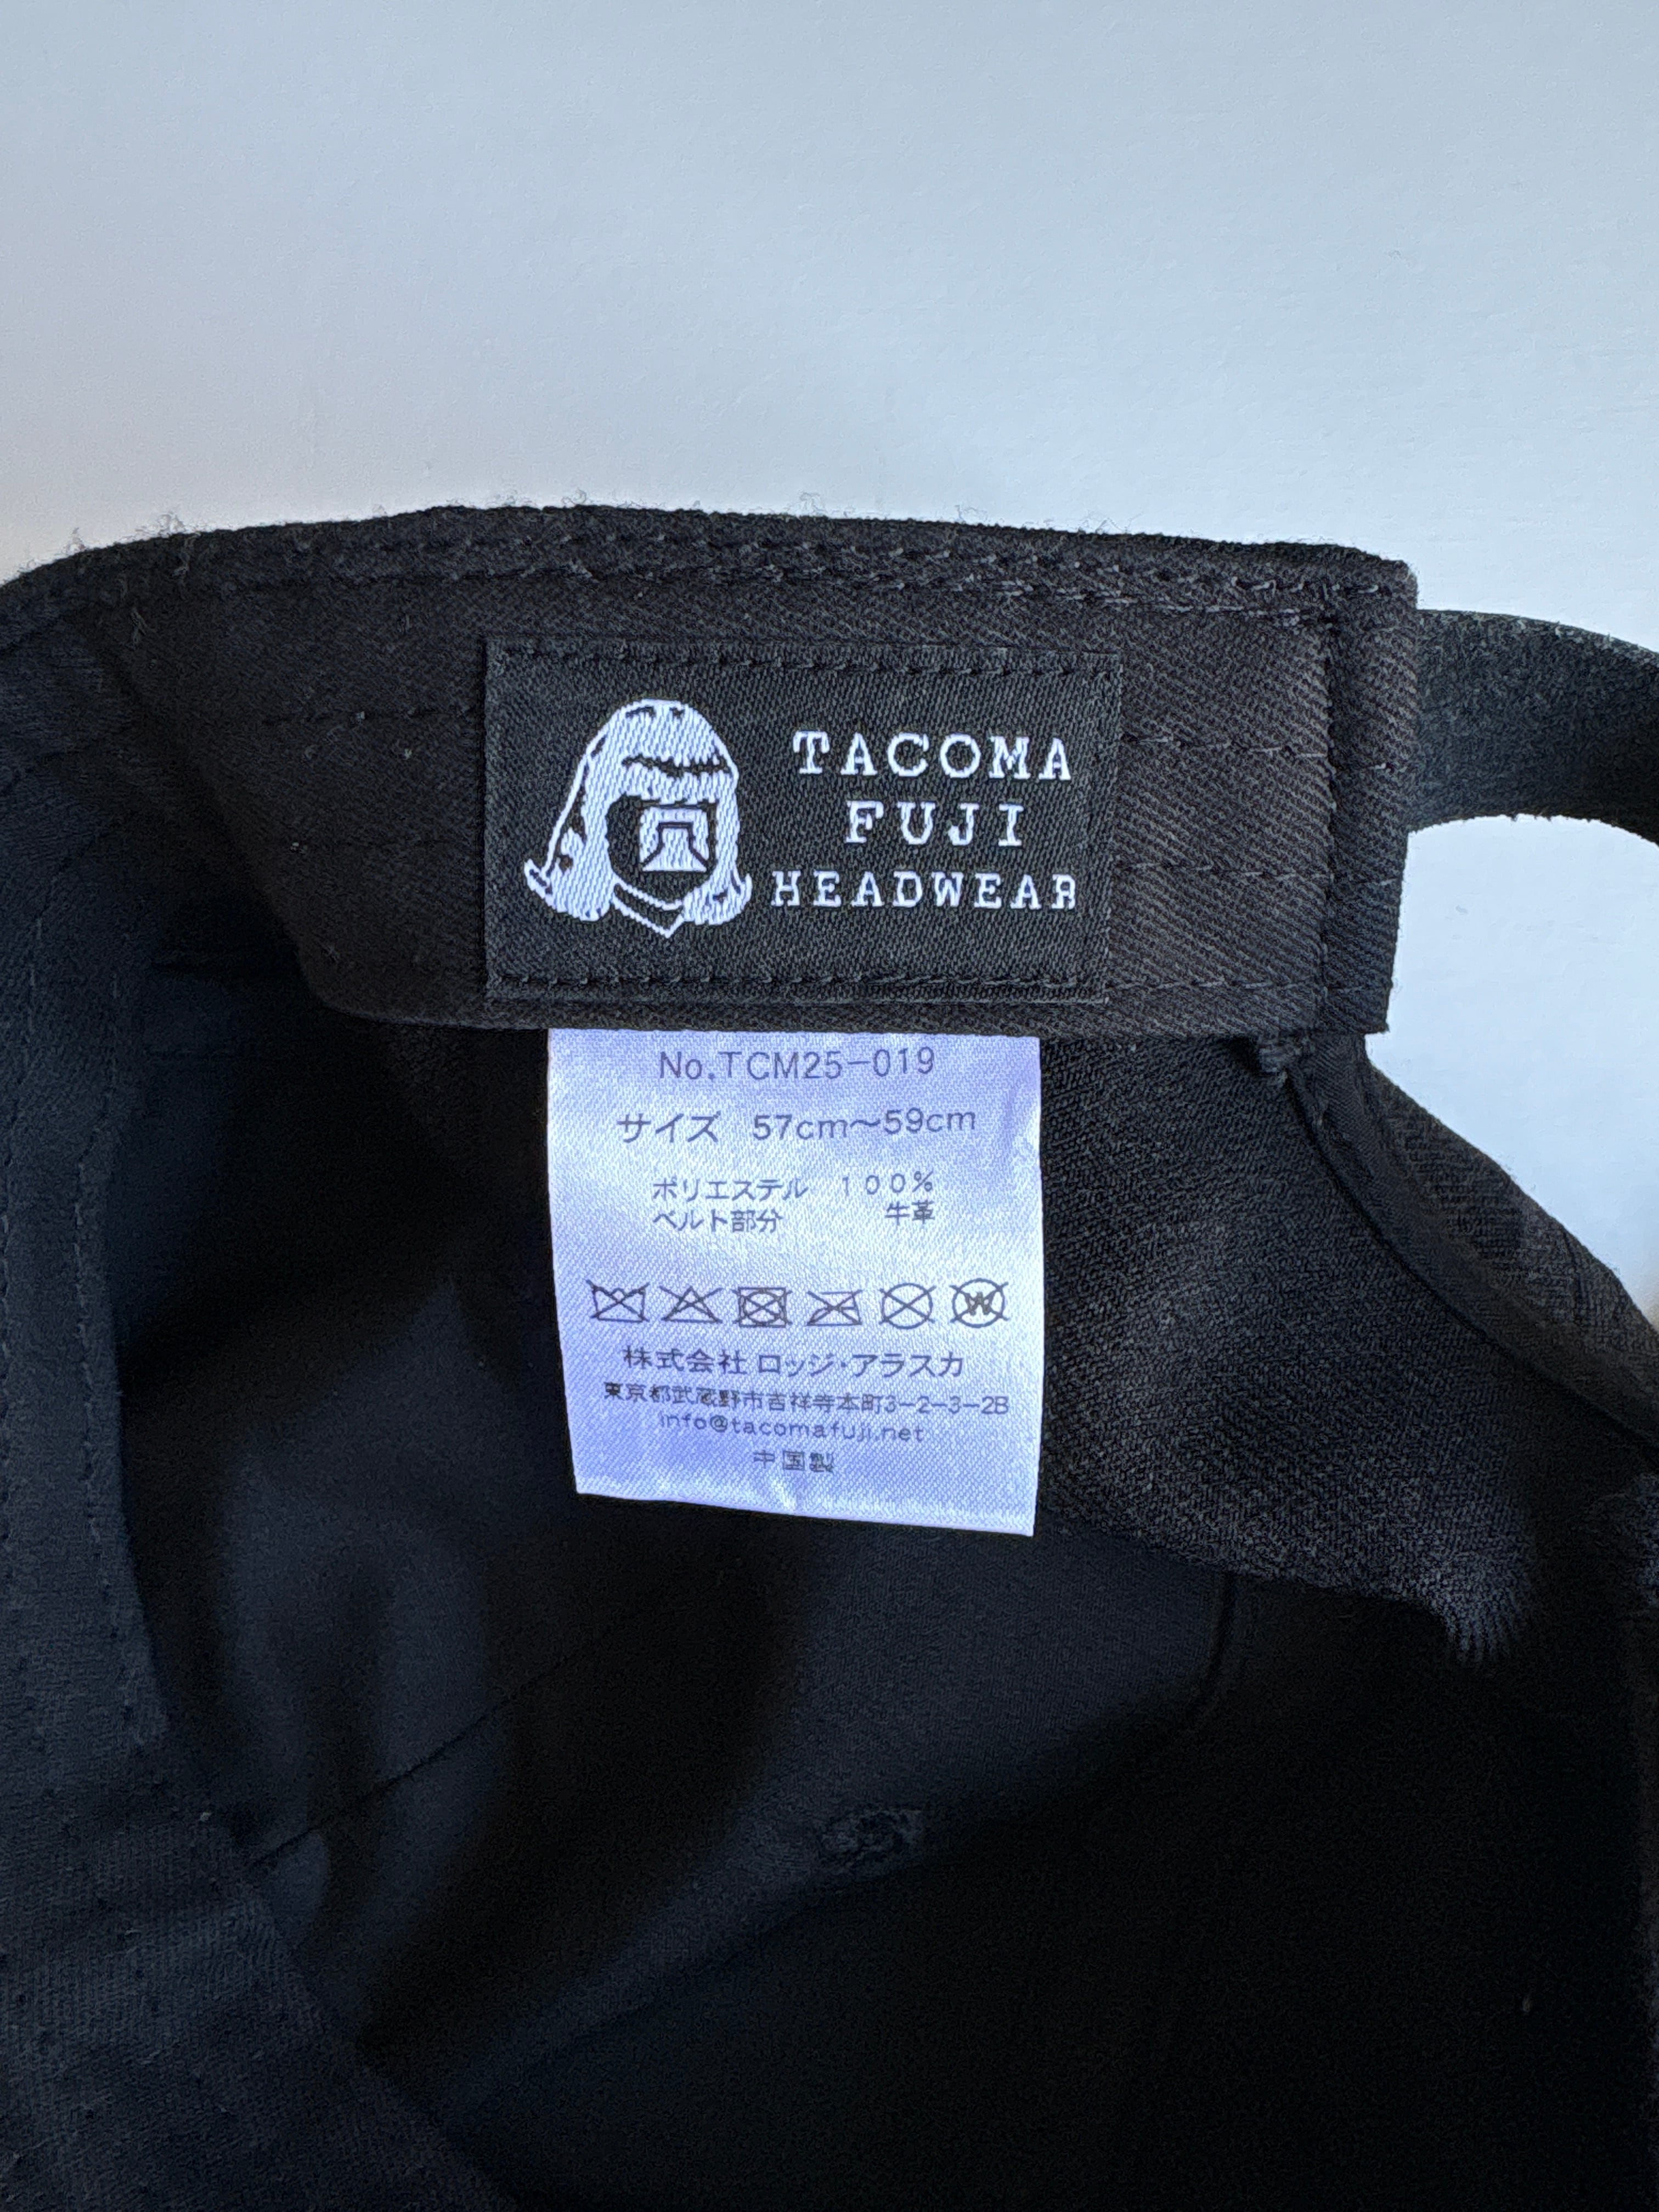 TACOMA
FUJI
HEADWEAR
No.TCM25-019
サイズ 57cm〜59cm
ポリエステル 100%
ベルト部分 牛革
W
株式会社 ロッジ・アラスカ
東京都武蔵野市吉祥寺本町3-2-3-2B
info@tacomafuji.net
中国製